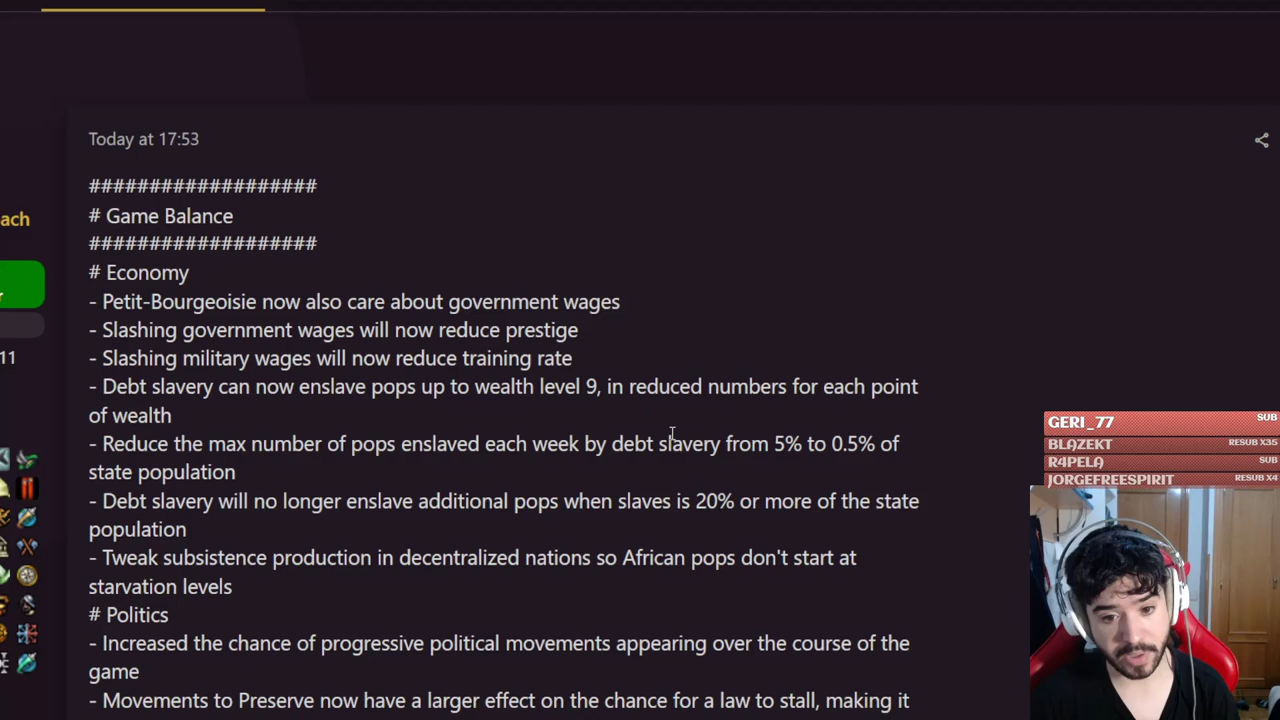 Today at 17:53
###################
# Game Balance
###################
# Economy
- Petit-Bourgeoisie now also care about government wages
- Slashing government wages will now reduce prestige
- Slashing military wages will now reduce training rate
- Debt slavery can now enslave pops up to wealth level 9, in reduced numbers for each point
of wealth
- Reduce the max number of pops enslaved each week by debt slavery from 5% to 0.5% of
state population
- Debt slavery will no longer enslave additional pops when slaves is 20% or more of the state
population
- Tweak subsistence production in decentralized nations so African pops don't start at
starvation levels
# Politics
- Increased the chance of progressive political movements appearing over the course of the
game
- Movements to Preserve now have a larger effect on the chance for a law to stall, making it
ach
r
11
GERI_77 SUB
BLAZEKT RESUB X35
R4PELA SUB
JORGEFREESPIRIT RESUB X4